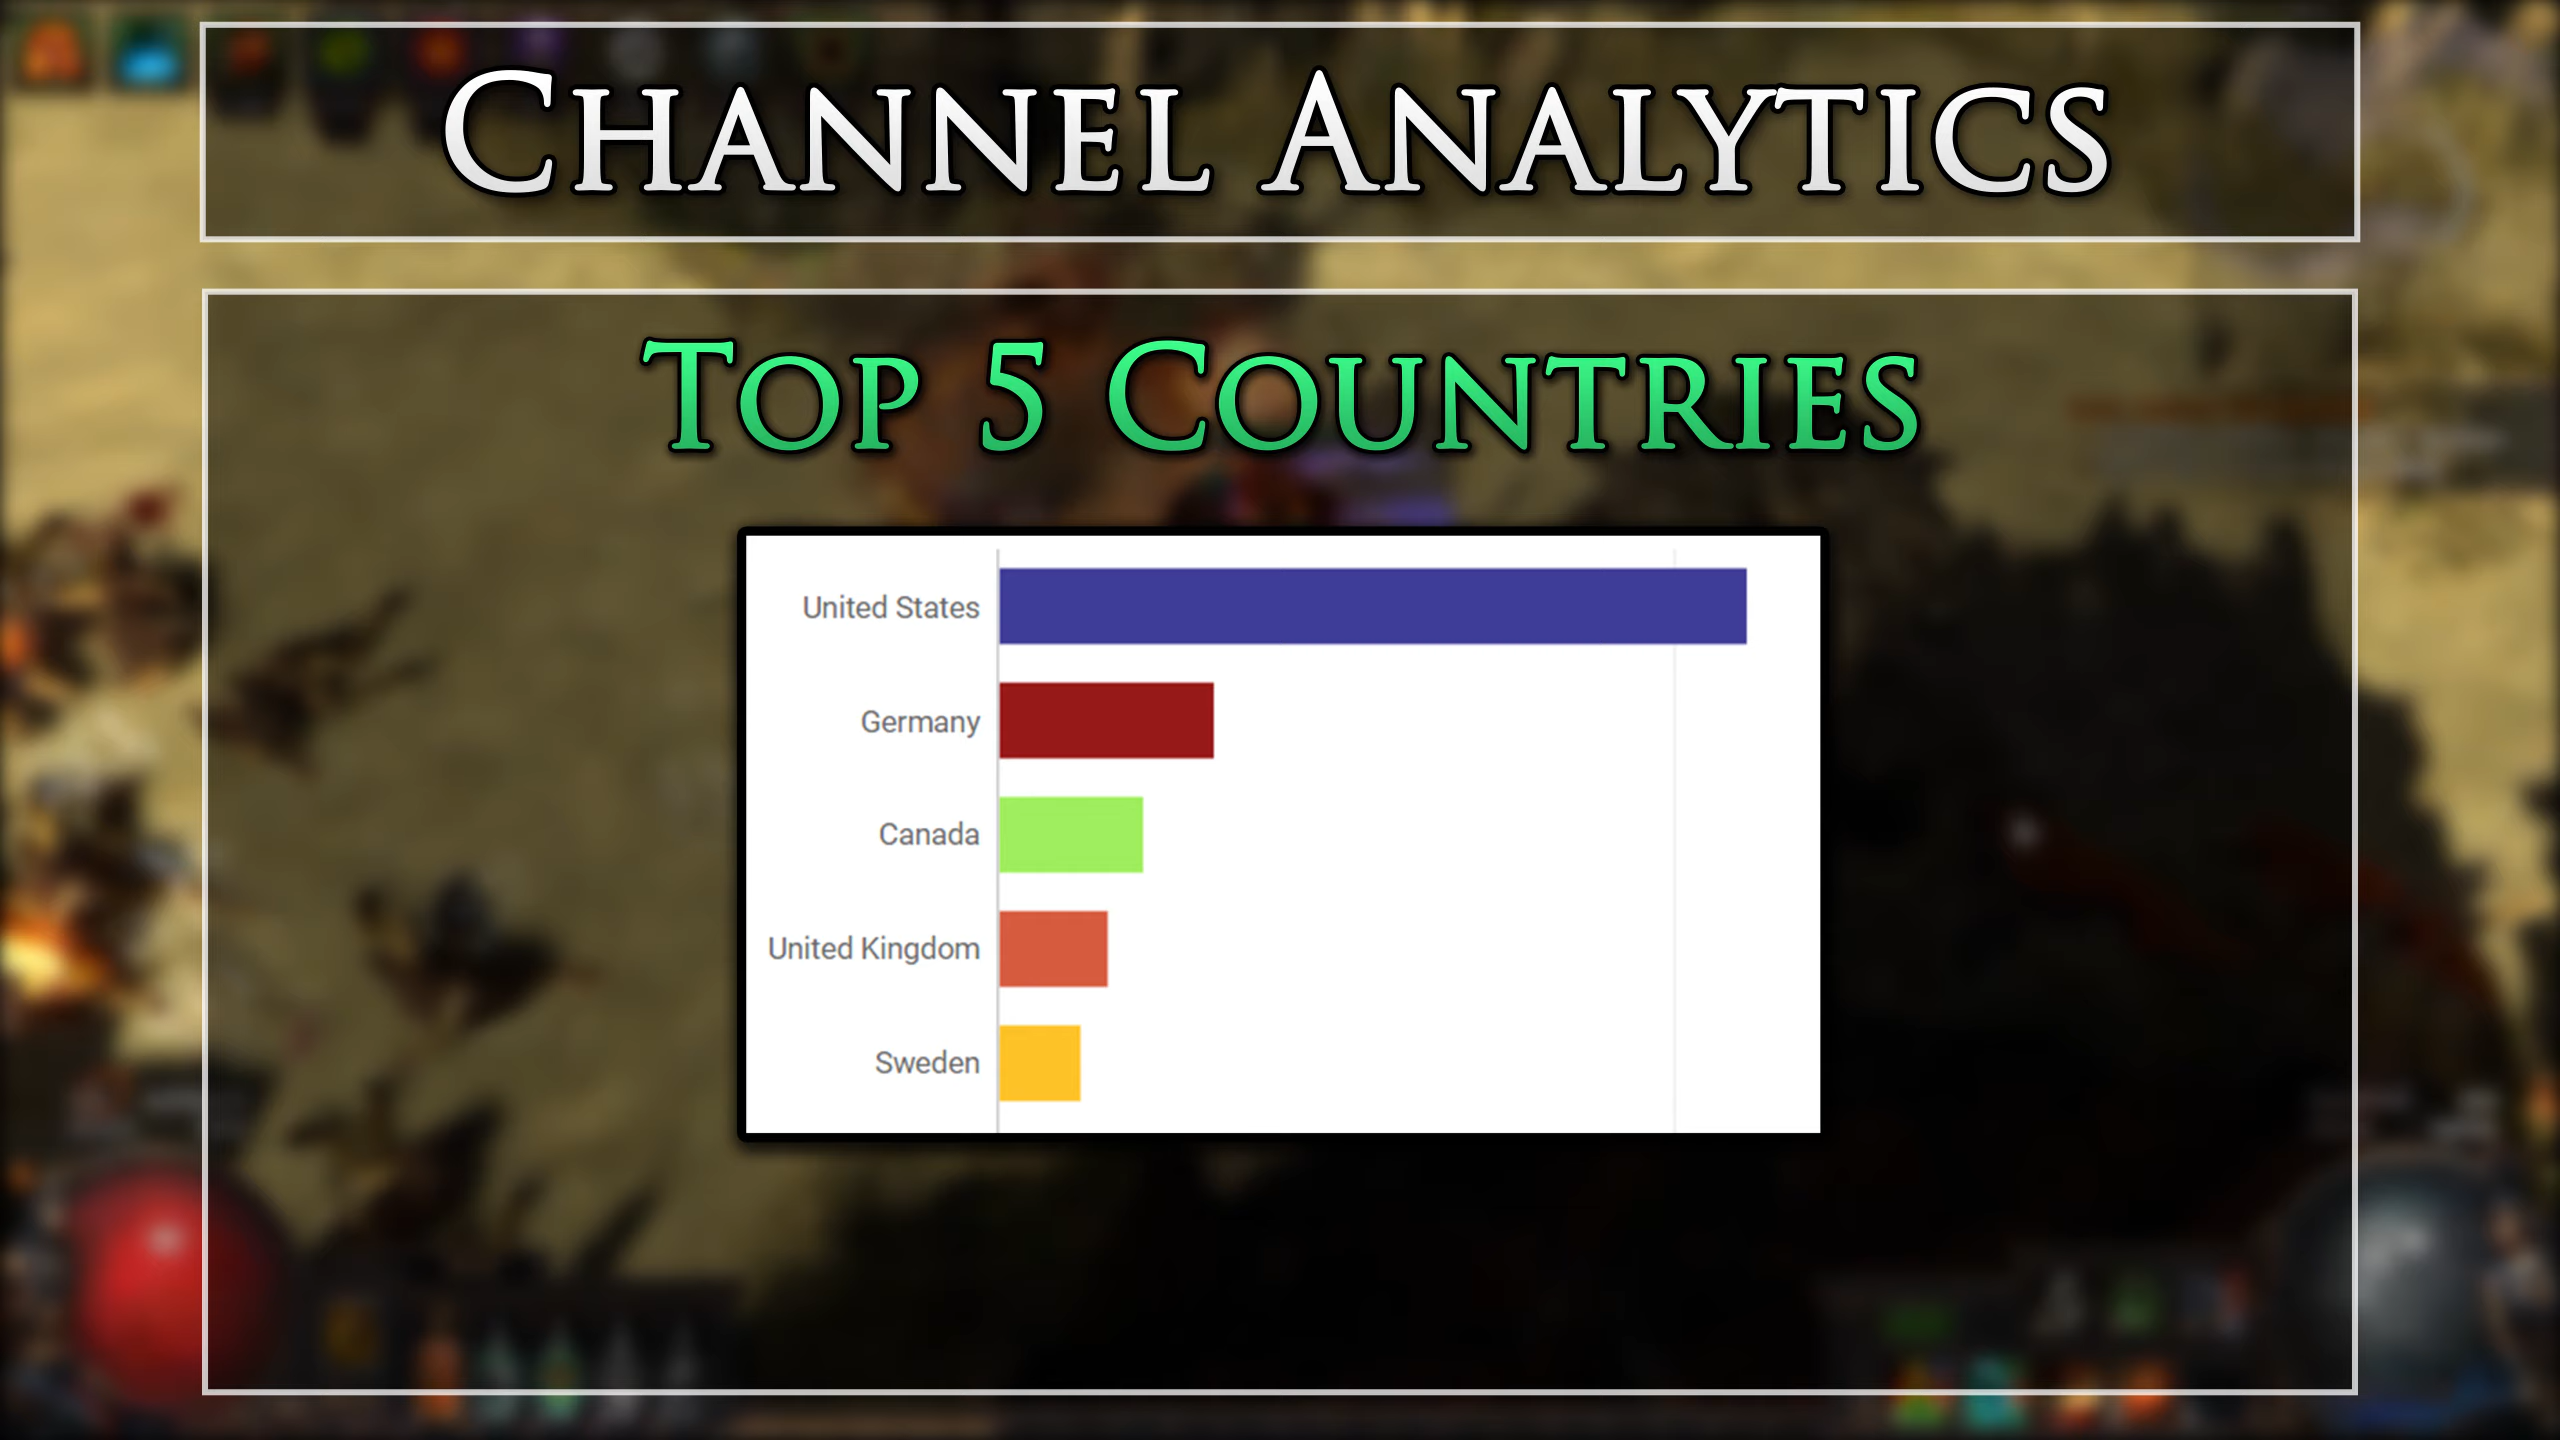 Channel Analytics
Top 5 Countries
United States
Germany
Canada
United Kingdom
Sweden